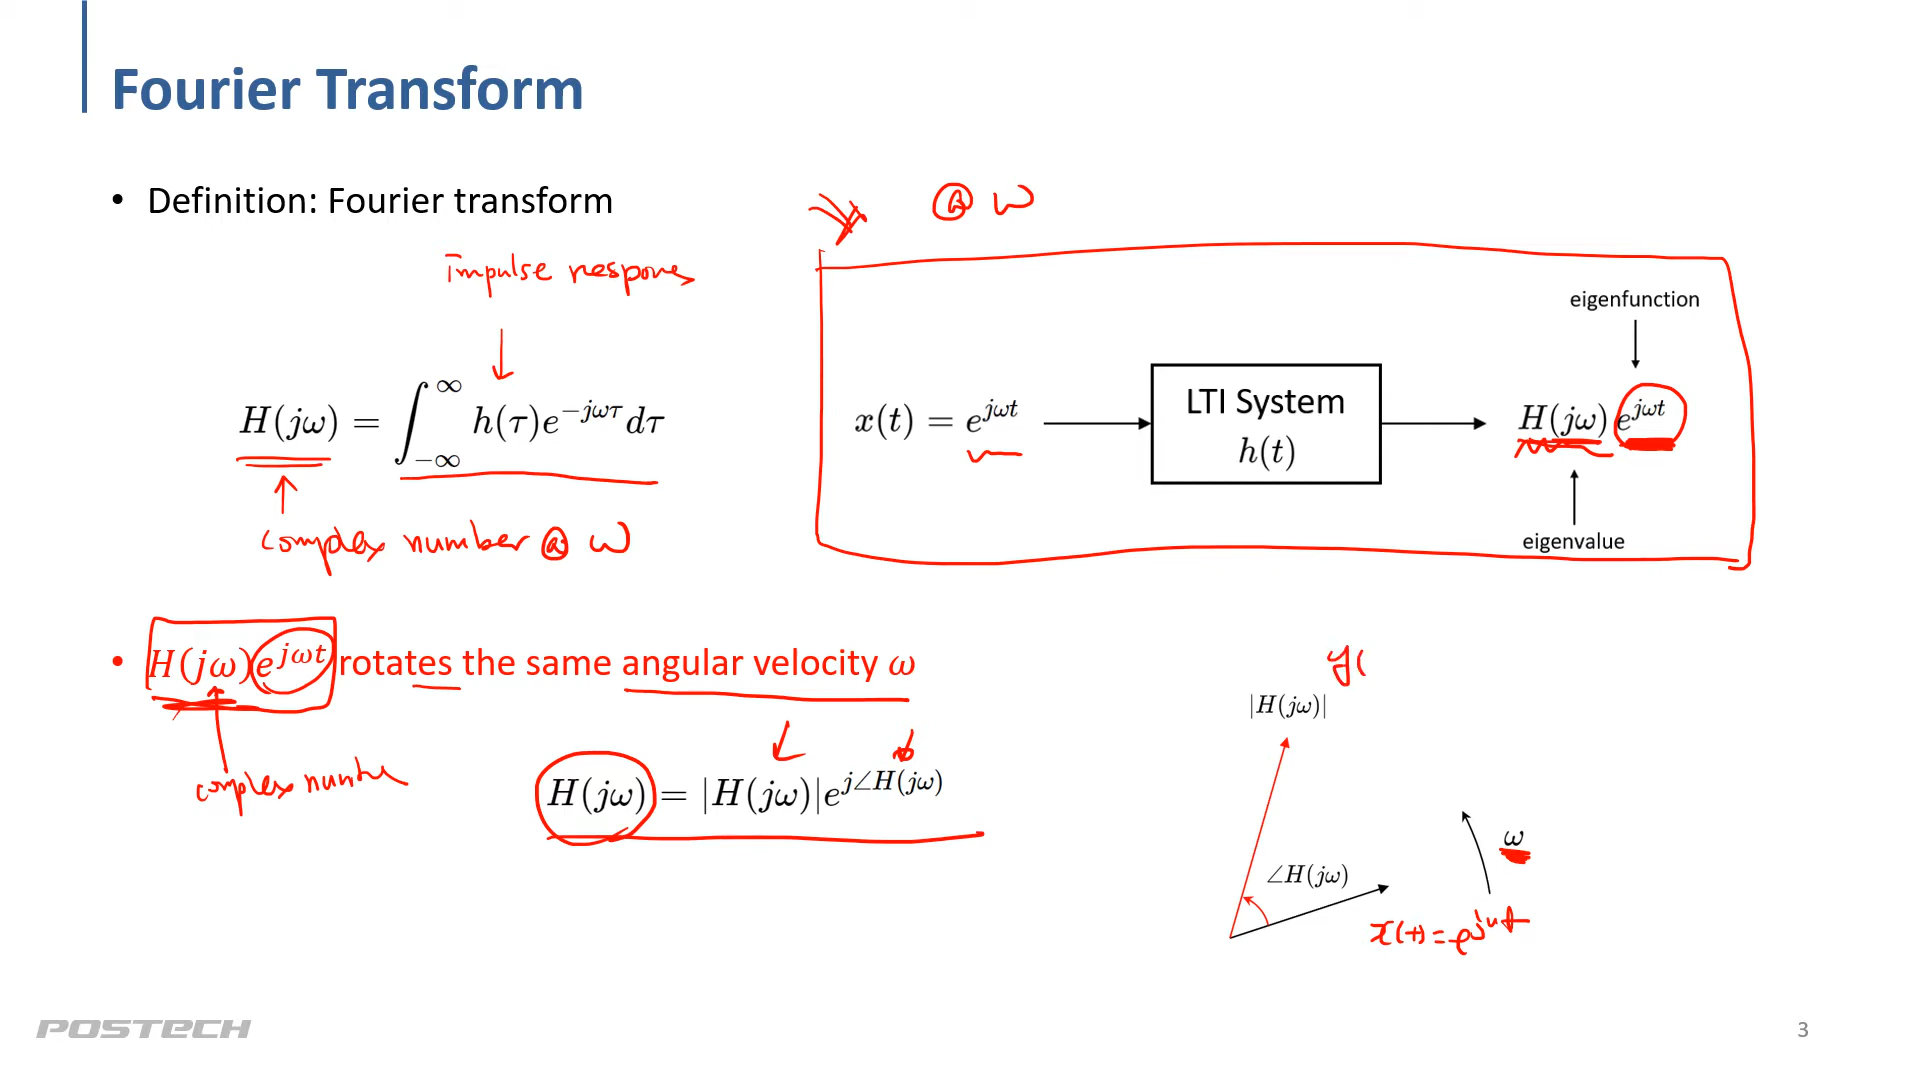 Fourier Transform
• Definition: Fourier transform
@ ω
impulse respons
eigenfunction
H(jω) = ∫_{-∞}^{∞} h(τ)e^{-jωτ}dτ
x(t) = e^{jωt}
LTI System
h(t)
H(jω) e^{jωt}
complex number @ ω
eigenvalue
• H(jω)e^{jωt} rotates the same angular velocity ω
y(
|H(jω)|
complex number
H(jω) = |H(jω)|e^{j∠H(jω)}
ω
∠H(jω)
x(t) = e^{jωt}
POSTECH
3